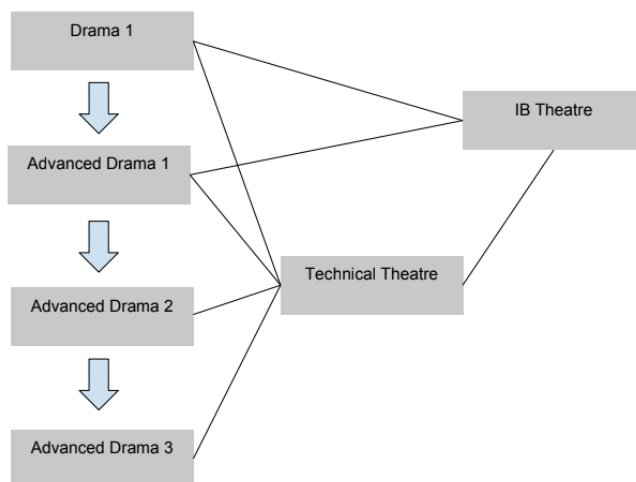 Drama 1
IB Theatre
Advanced Drama 1
Technical Theatre
Advanced Drama 2
Advanced Drama 3